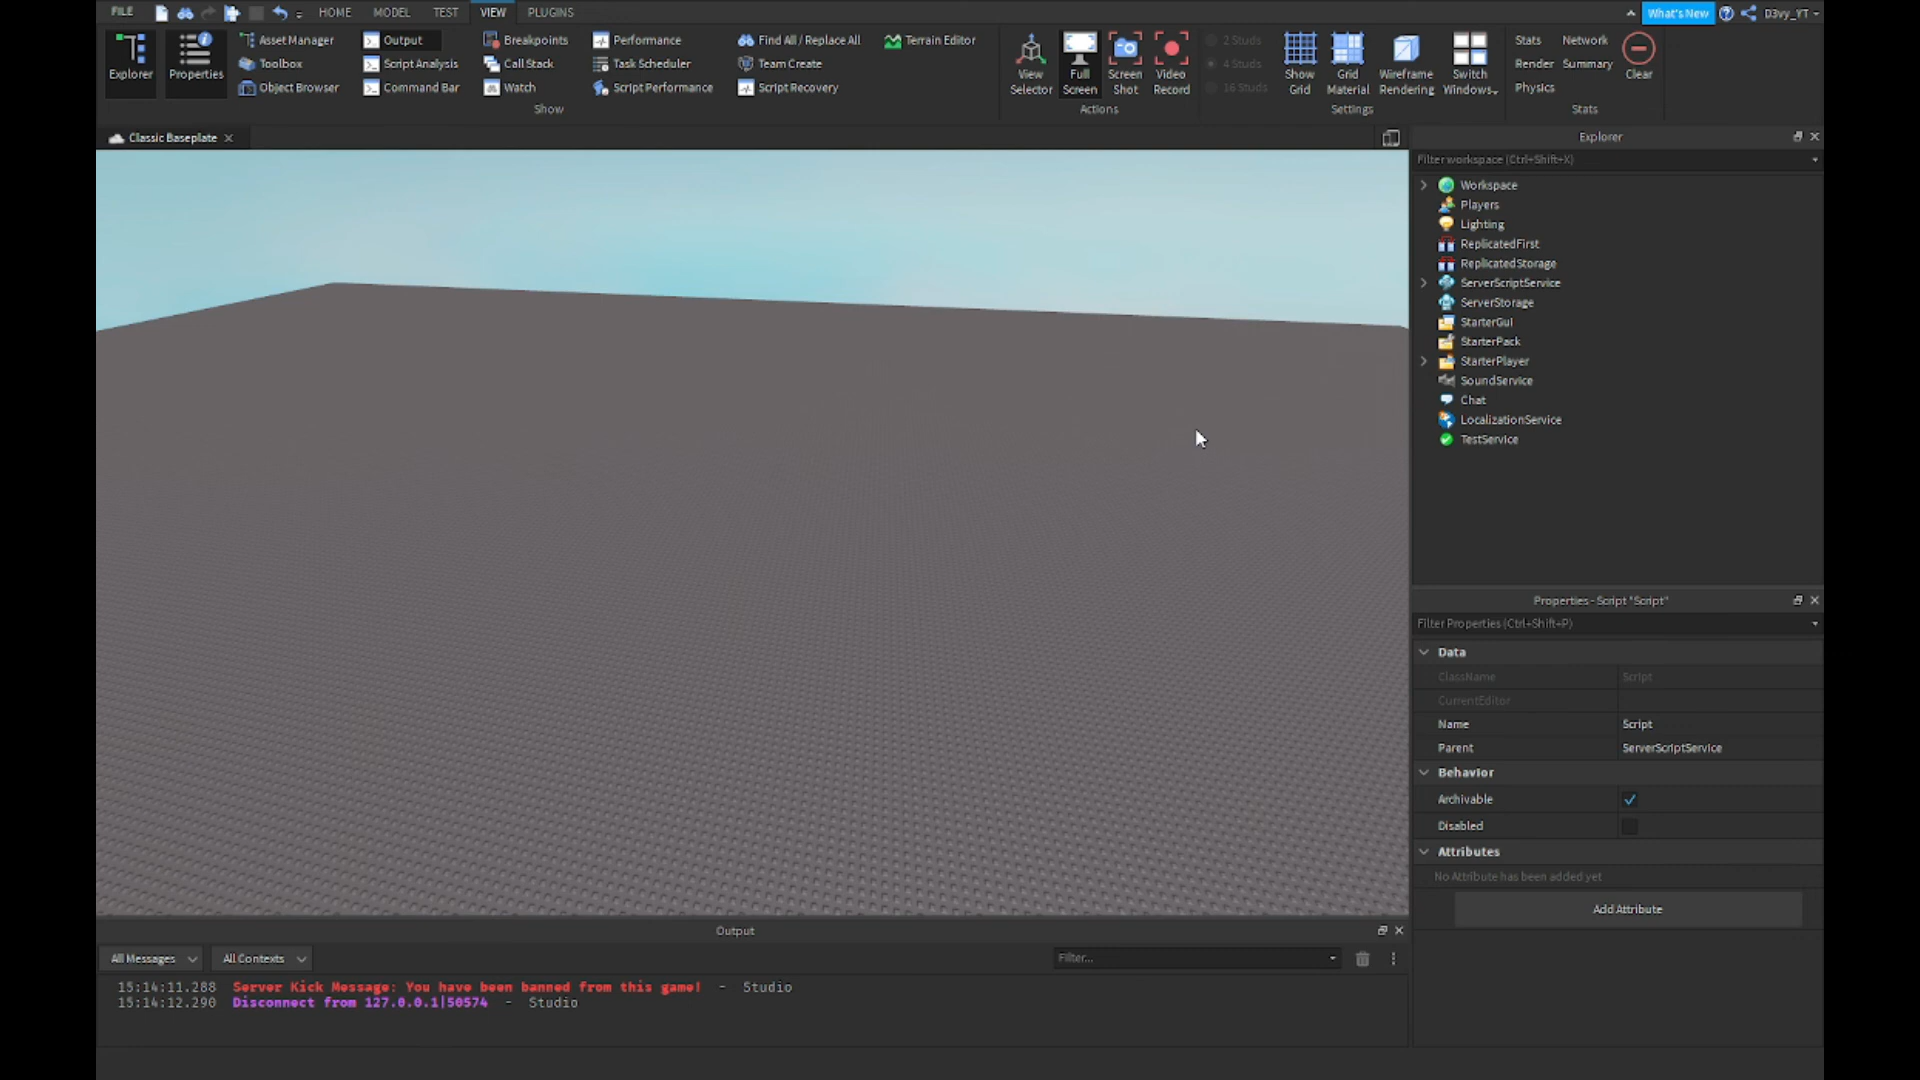 FILE HOME MODEL TEST VIEW PLUGINS What's New D3vy_YT
Explorer
Properties
Asset Manager
Toolbox
Object Browser
Output
Script Analysis
Command Bar
Breakpoints
Call Stack
Watch
Performance
Task Scheduler
Script Performance
Find All / Replace All
Team Create
Script Recovery
Terrain Editor
Show
View Selector
Full Screen
Screen Shot
Video Record
Actions
2 Studs
4 Studs
16 Studs
Show Grid
Grid Material
Wireframe Rendering
Switch Windows
Settings
Stats Network
Render Summary
Physics
Clear
Stats
Classic Baseplate
Explorer
Filter workspace (Ctrl+Shift+X)
Workspace
Players
Lighting
ReplicatedFirst
ReplicatedStorage
ServerScriptService
ServerStorage
StarterGui
StarterPack
StarterPlayer
SoundService
Chat
LocalizationService
TestService
Properties - Script "Script"
Filter Properties (Ctrl+Shift+P)
Data
ClassName Script
CurrentEditor
Name Script
Parent ServerScriptService
Behavior
Archivable
Disabled
Attributes
No Attribute has been added yet
Add Attribute
Output
All Messages All Contexts Filter...
15:14:11.288 Server Kick Message: You have been banned from this game! - Studio
15:14:12.290 Disconnect from 127.0.0.1|50574 - Studio